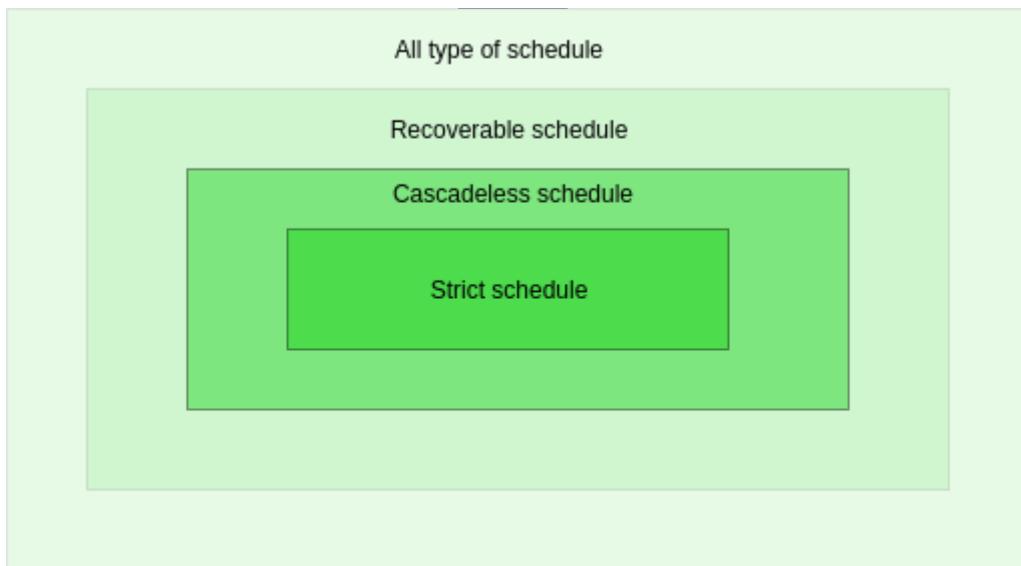 All type of schedule
Recoverable schedule
Cascadeless schedule
Strict schedule